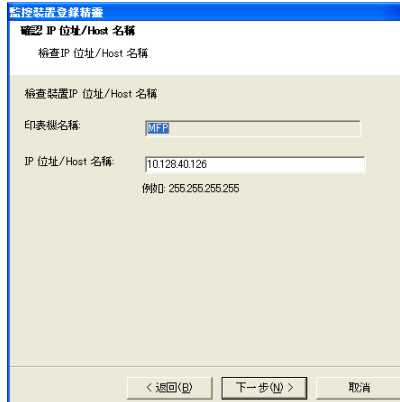 監控裝置登錄精靈
確認 IP 位址/Host 名稱
檢查IP 位址/Host 名稱
檢查裝置IP 位址/Host 名稱
印表機名稱: MFP
IP 位址/Host 名稱: 10.128.40.126
例如: 255.255.255.255
< 返回(B) 下一步(N) > 取消